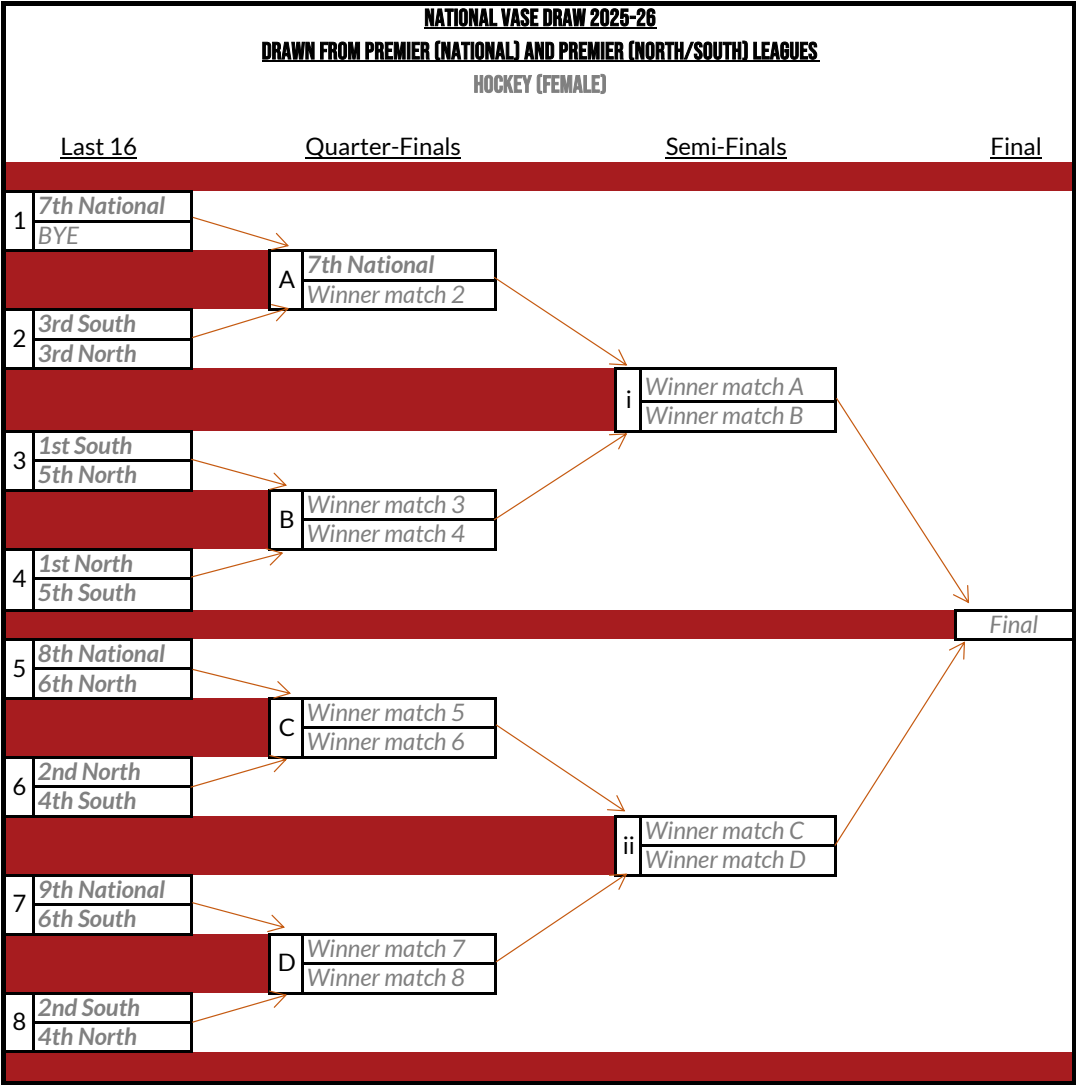 NATIONAL VASE DRAW 2025-26
DRAWN FROM PREMIER (NATIONAL) AND PREMIER (NORTH/SOUTH) LEAGUES
HOCKEY (FEMALE)
Last 16 Quarter-Finals Semi-Finals Final
1
7th National
BYE
A
7th National
Winner match 2
2
3rd South
3rd North
i
Winner match A
Winner match B
3
1st South
5th North
B
Winner match 3
Winner match 4
4
1st North
5th South
Final
5
8th National
6th North
C
Winner match 5
Winner match 6
6
2nd North
4th South
ii
Winner match C
Winner match D
7
9th National
6th South
D
Winner match 7
Winner match 8
8
2nd South
4th North